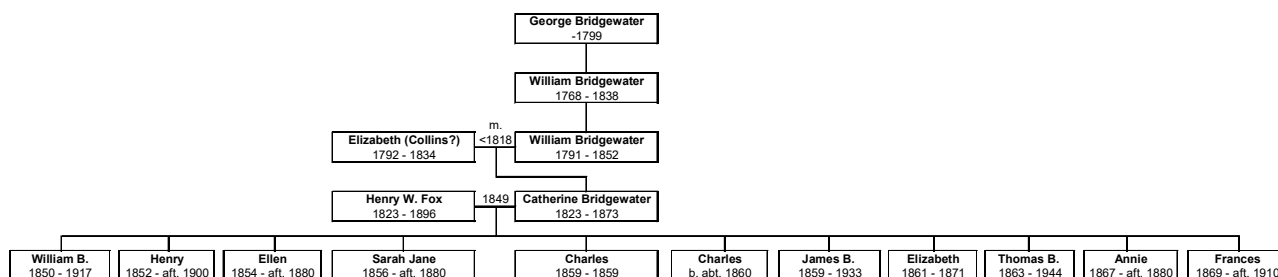 George Bridgewater
-1799
William Bridgewater
1768 - 1838
m.
<1818
Elizabeth (Collins?)
1792 - 1834
William Bridgewater
1791 - 1852
Henry W. Fox
1823 - 1896
1849
Catherine Bridgewater
1823 - 1873
William B.
1850 - 1917
Henry
1852 - aft. 1900
Ellen
1854 - aft. 1880
Sarah Jane
1856 - aft. 1880
Charles
1859 - 1859
Charles
b. abt. 1860
James B.
1859 - 1933
Elizabeth
1861 - 1871
Thomas B.
1863 - 1944
Annie
1867 - aft. 1880
Frances
1869 - aft.